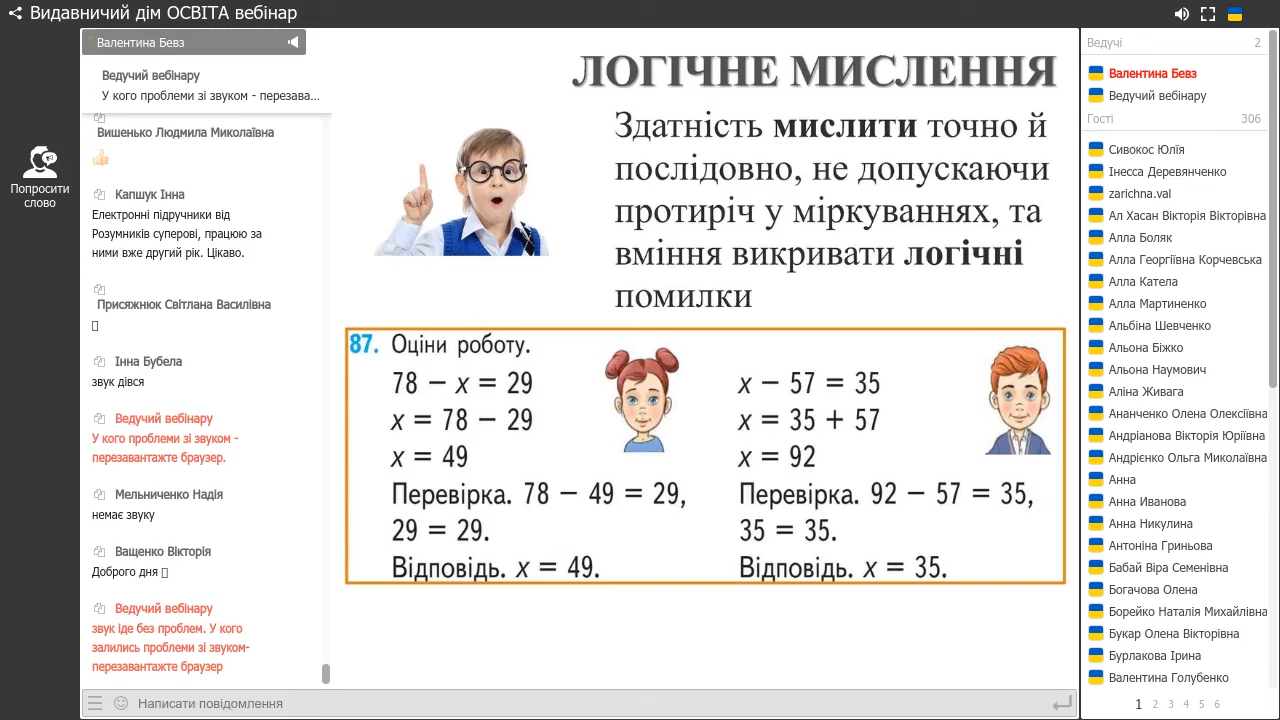 Видавничий дім ОСВІТА вебінар
Попросити
слово
Валентина Бевз
Ведучий вебінару
У кого проблеми зі звуком - перезава...
Вишенько Людмила Миколаївна
Капшук Інна
Електронні підручники від
Розумників суперові, працюю за
ними вже другий рік. Цікаво.
Присяжнюк Світлана Василівна
Інна Бубела
звук дівся
Ведучий вебінару
У кого проблеми зі звуком -
перезавантажте браузер.
Мельниченко Надія
немає звуку
Ващенко Вікторія
Доброго дня
Ведучий вебінару
звук іде без проблем. У кого
залились проблеми зі звуком-
перезавантажте браузер
Написати повідомлення
ЛОГІЧНЕ МИСЛЕННЯ
Здатність мислити точно й
послідовно, не допускаючи
протиріч у міркуваннях, та
вміння викривати логічні
помилки
87. Оціни роботу.
78 − x = 29
x = 78 − 29
x = 49
Перевірка. 78 − 49 = 29,
29 = 29.
Відповідь. x = 49.
x − 57 = 35
x = 35 + 57
x = 92
Перевірка. 92 − 57 = 35,
35 = 35.
Відповідь. x = 35.
Ведучі 2
Валентина Бевз
Ведучий вебінару
Гості 306
Сивокос Юлія
Інесса Деревянченко
zarichna.val
Ал Хасан Вікторія Вікторівна
Алла Боляк
Алла Георгіївна Корчевська
Алла Катела
Алла Мартиненко
Альбіна Шевченко
Альона Біжко
Альона Наумович
Аліна Живага
Ананченко Олена Олексіївна
Андріанова Вікторія Юріївна
Андрієнко Ольга Миколаївна
Анна
Анна Иванова
Анна Никулина
Антоніна Гриньова
Бабай Віра Семенівна
Богачова Олена
Борейко Наталія Михайлівна
Букар Олена Вікторівна
Бурлакова Ірина
Валентина Голубенко
1 2 3 4 5 6